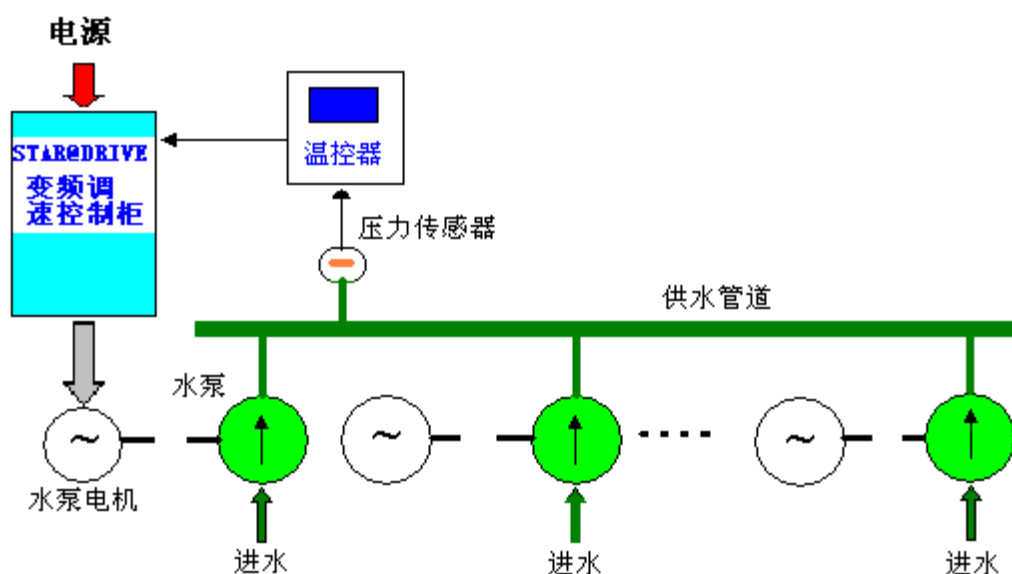 电源
STAR@DRIVE
变频调
速控制柜
温控器
压力传感器
供水管道
水泵
~
~
~
水泵电机
进水
进水
进水